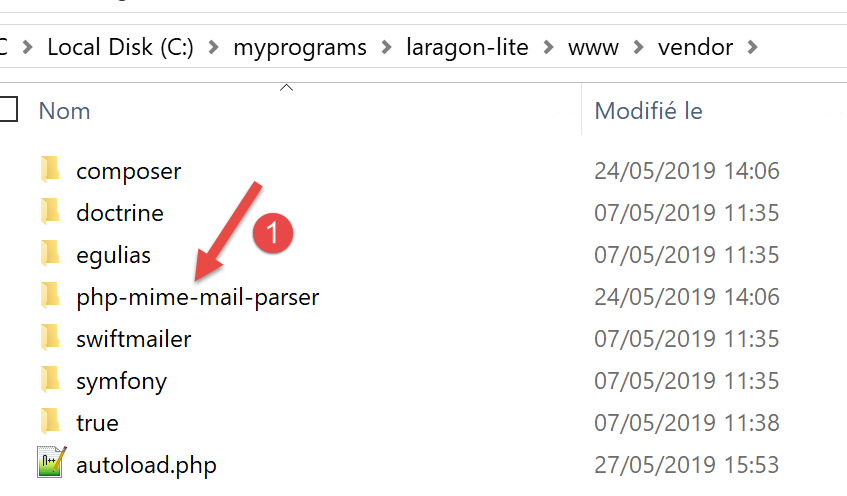 C > Local Disk (C:) > myprograms > laragon-lite > www > vendor >
Nom Modifié le
composer 24/05/2019 14:06
doctrine 07/05/2019 11:35
1
egulias 07/05/2019 11:35
php-mime-mail-parser 24/05/2019 14:06
swiftmailer 07/05/2019 11:35
symfony 07/05/2019 11:35
true 07/05/2019 11:38
autoload.php 27/05/2019 15:53